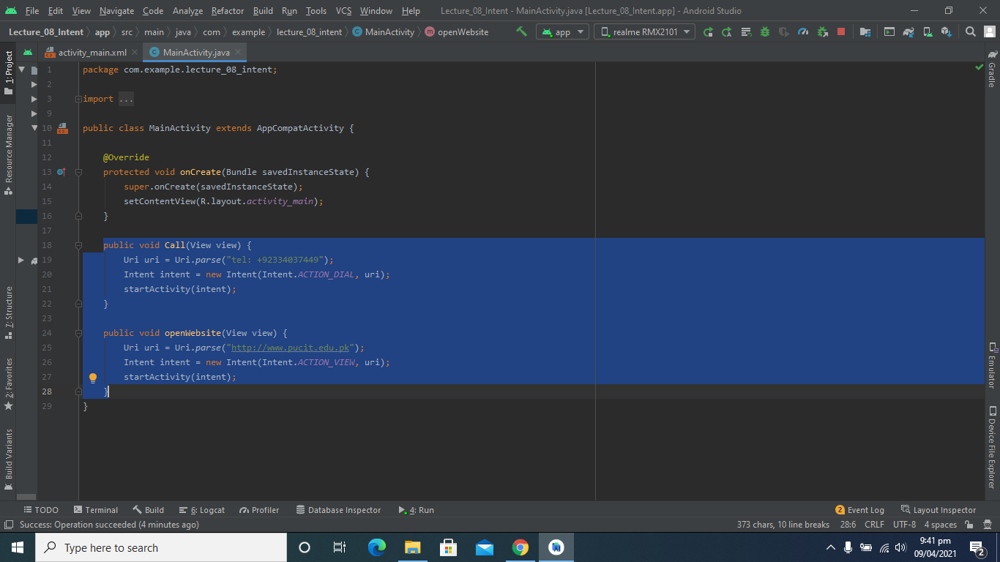 File Edit View Navigate Code Analyze Refactor Build Run Tools VCS Window Help Lecture_08_Intent - MainActivity.java [Lecture_08_Intent.app] - Android Studio
Lecture_08_Intent app src main java com example lecture_08_intent MainActivity openWebsite app realme RMX2101
activity_main.xml MainActivity.java
1: Project
Resource Manager
7: Structure
2: Favorites
Build Variants
1 package com.example.lecture_08_intent;
2
3 import ...
9
10 public class MainActivity extends AppCompatActivity {
11
12 @Override
13 protected void onCreate(Bundle savedInstanceState) {
14 super.onCreate(savedInstanceState);
15 setContentView(R.layout.activity_main);
16 }
17
18 public void Call(View view) {
19 Uri uri = Uri.parse("tel: +92334037449");
20 Intent intent = new Intent(Intent.ACTION_DIAL, uri);
21 startActivity(intent);
22 }
23
24 public void openWebsite(View view) {
25 Uri uri = Uri.parse("http://www.pucit.edu.pk");
26 Intent intent = new Intent(Intent.ACTION_VIEW, uri);
27 startActivity(intent);
28 }
29 }
Gradle
Emulator
Device File Explorer
TODO Terminal Build 6: Logcat Profiler Database Inspector 4: Run 2 Event Log Layout Inspector
Success: Operation succeeded (4 minutes ago) 373 chars, 10 line breaks 28:6 CRLF UTF-8 4 spaces
Type here to search
9:41 pm
09/04/2021
2